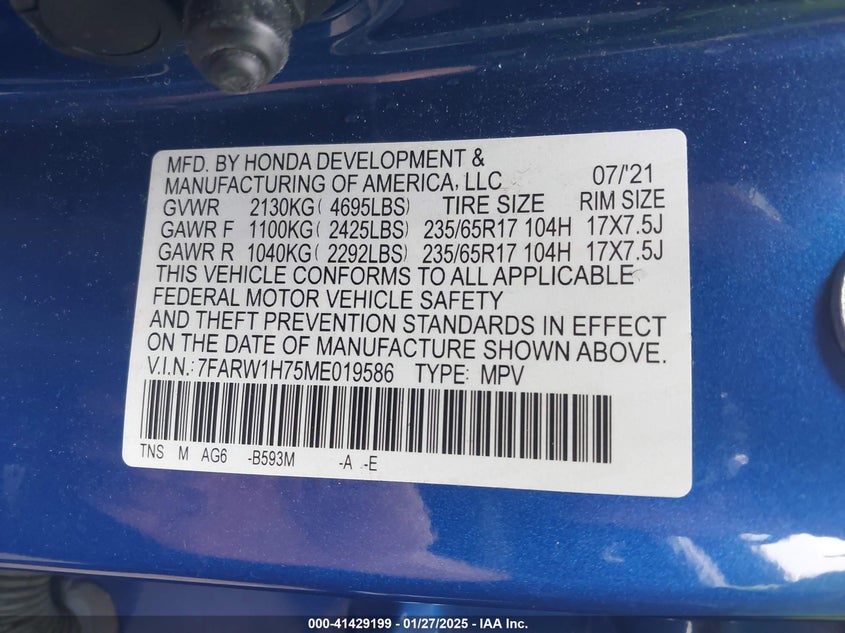 MFD. BY HONDA DEVELOPMENT &
MANUFACTURING OF AMERICA, LLC 07/'21
GVWR 2130KG( 4695LBS) TIRE SIZE RIM SIZE
GAWR F 1100KG( 2425LBS) 235/65R17 104H 17X7.5J
GAWR R 1040KG( 2292LBS) 235/65R17 104H 17X7.5J
THIS VEHICLE CONFORMS TO ALL APPLICABLE
FEDERAL MOTOR VEHICLE SAFETY
AND THEFT PREVENTION STANDARDS IN EFFECT
ON THE DATE OF MANUFACTURE SHOWN ABOVE.
V.I.N.: 7FARW1H75ME019586 TYPE: MPV
TNS M AG6 -B593M -A -E
000-41429199 - 01/27/2025 - IAA Inc.